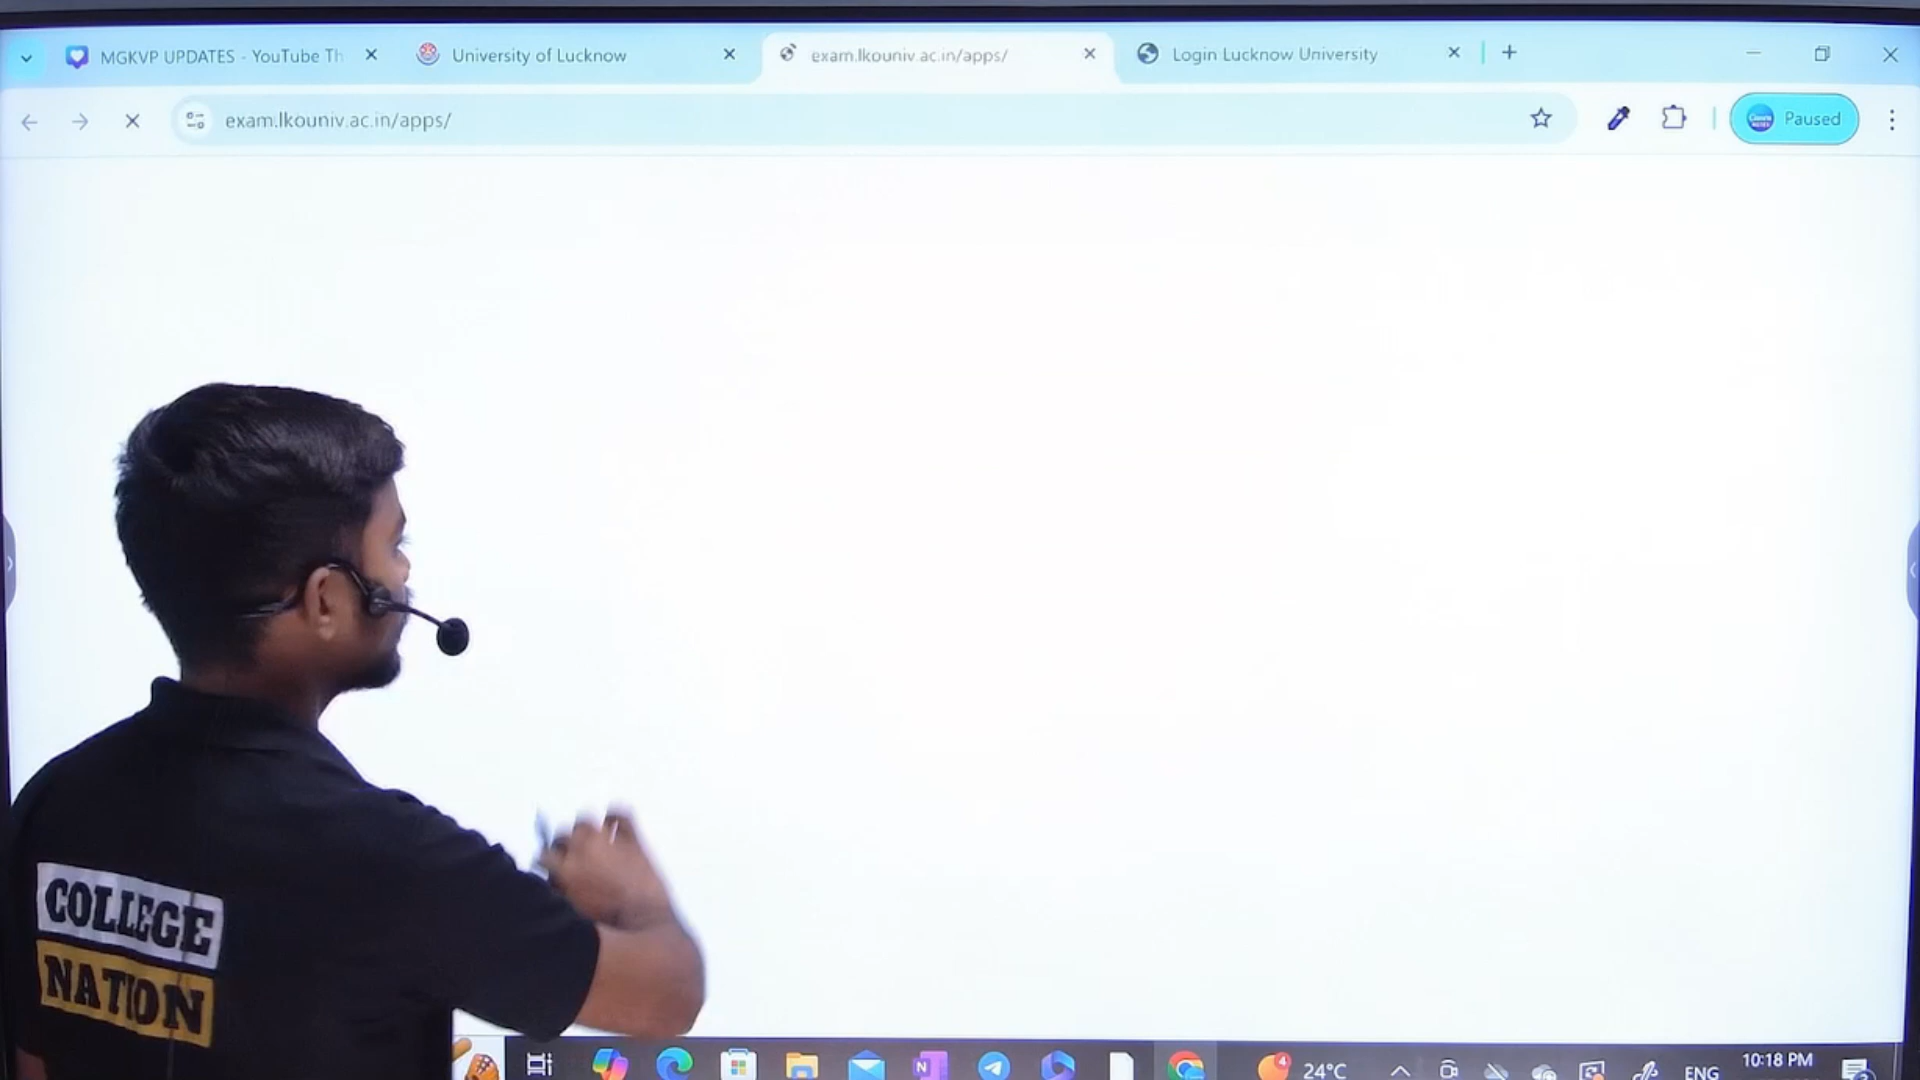 MGKVP UPDATES - YouTube Th
University of Lucknow
exam.lkouniv.ac.in/apps/
Login Lucknow University
exam.lkouniv.ac.in/apps/
Paused
COLLEGE
NATION
4
24°C
ENG
10:18 PM